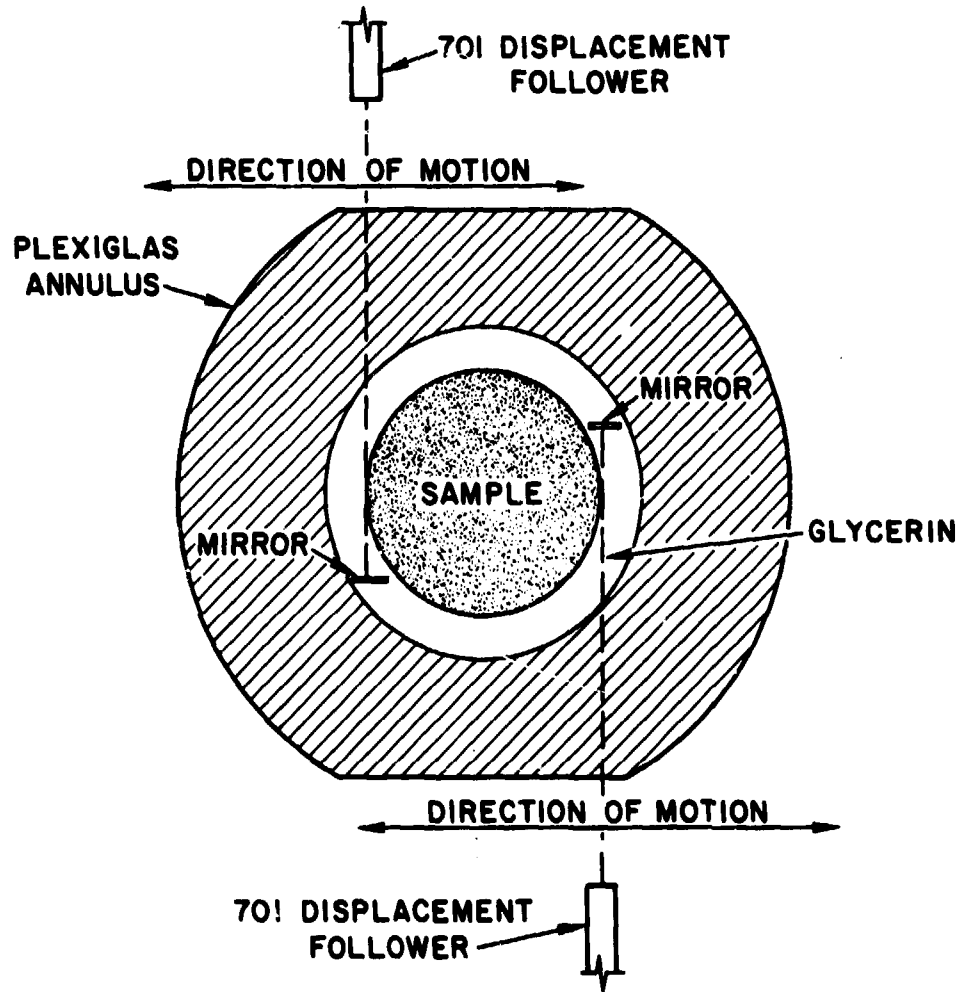 701 DISPLACEMENT
FOLLOWER
DIRECTION OF MOTION
PLEXIGLAS
ANNULUS
MIRROR
SAMPLE
MIRROR
GLYCERIN
DIRECTION OF MOTION
701 DISPLACEMENT
FOLLOWER